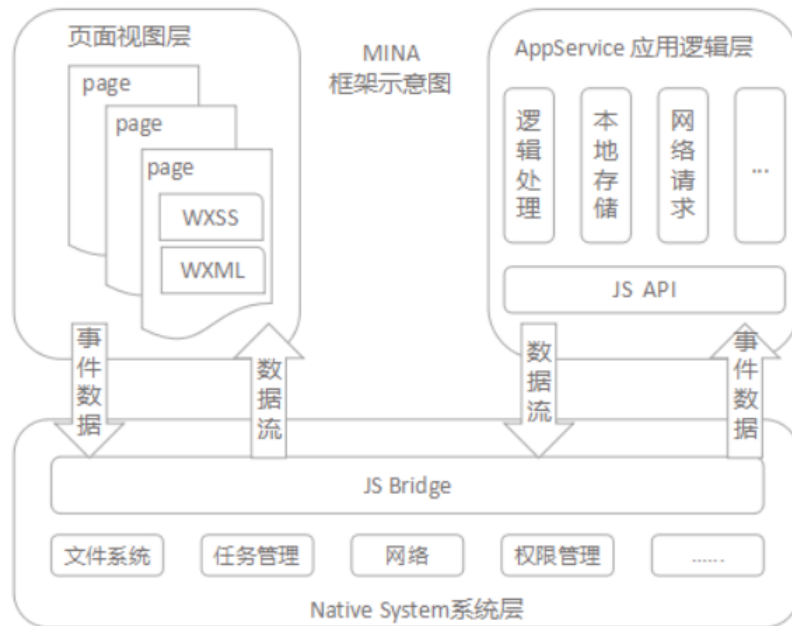 页面视图层
page
page
page
WXSS
WXML
MINA
框架示意图
AppService 应用逻辑层
逻辑处理
本地存储
网络请求
...
JS API
事件数据
数据流
数据流
事件数据
JS Bridge
文件系统
任务管理
网络
权限管理
......
Native System系统层